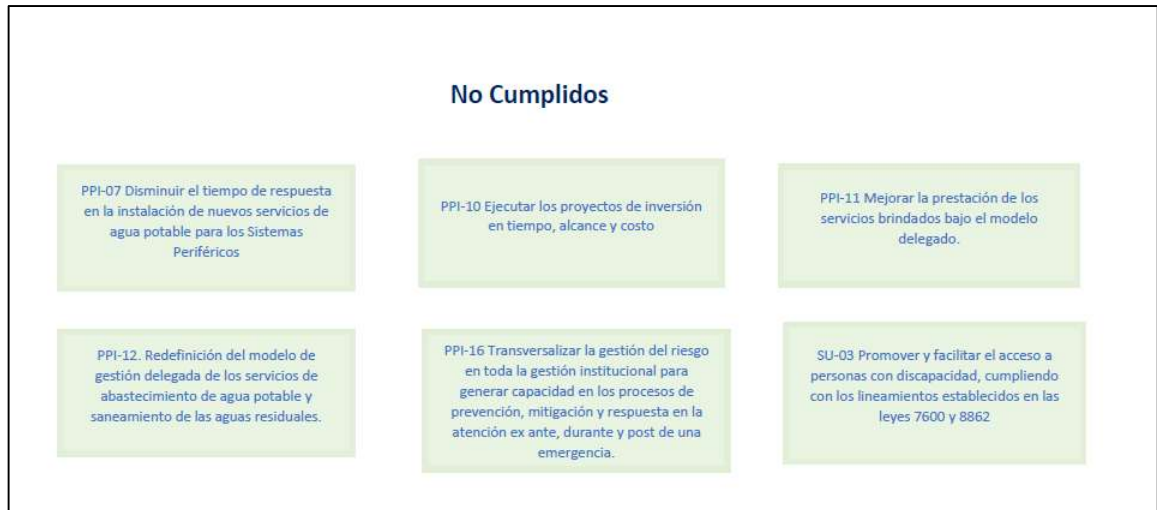 No Cumplidos
PPI-07 Disminuir el tiempo de respuesta
en la instalación de nuevos servicios de
agua potable para los Sistemas
Periféricos
PPI-10 Ejecutar los proyectos de inversión
en tiempo, alcance y costo
PPI-11 Mejorar la prestación de los
servicios brindados bajo el modelo
delegado.
PPI-12. Redefinición del modelo de
gestión delegada de los servicios de
abastecimiento de agua potable y
saneamiento de las aguas residuales.
PPI-16 Transversalizar la gestión del riesgo
en toda la gestión institucional para
generar capacidad en los procesos de
prevención, mitigación y respuesta en la
atención ex ante, durante y post de una
emergencia.
SU-03 Promover y facilitar el acceso a
personas con discapacidad, cumpliendo
con los lineamientos establecidos en las
leyes 7600 y 8862